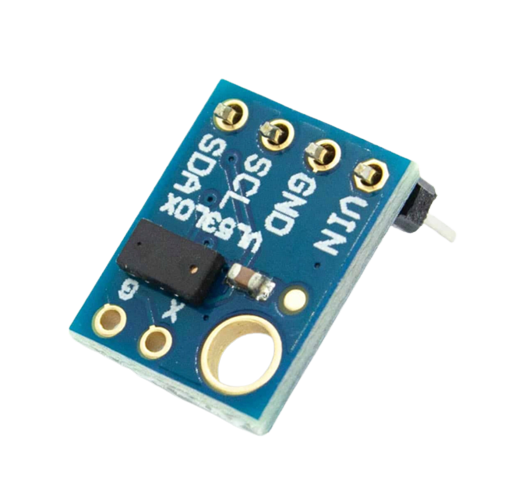 VIN
GND
SCL
SDA
VL53L0X
G
X